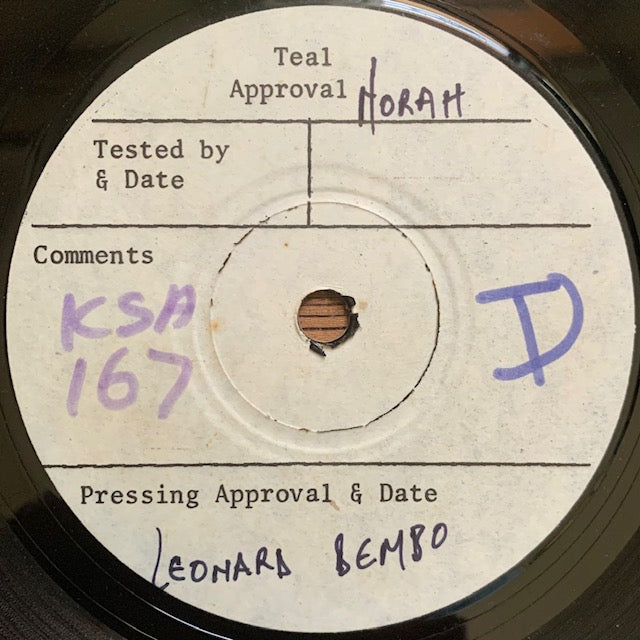 Teal
Approval NORAH
Tested by
& Date
Comments
KSA
167
D
Pressing Approval & Date
LEONARD BEMBO